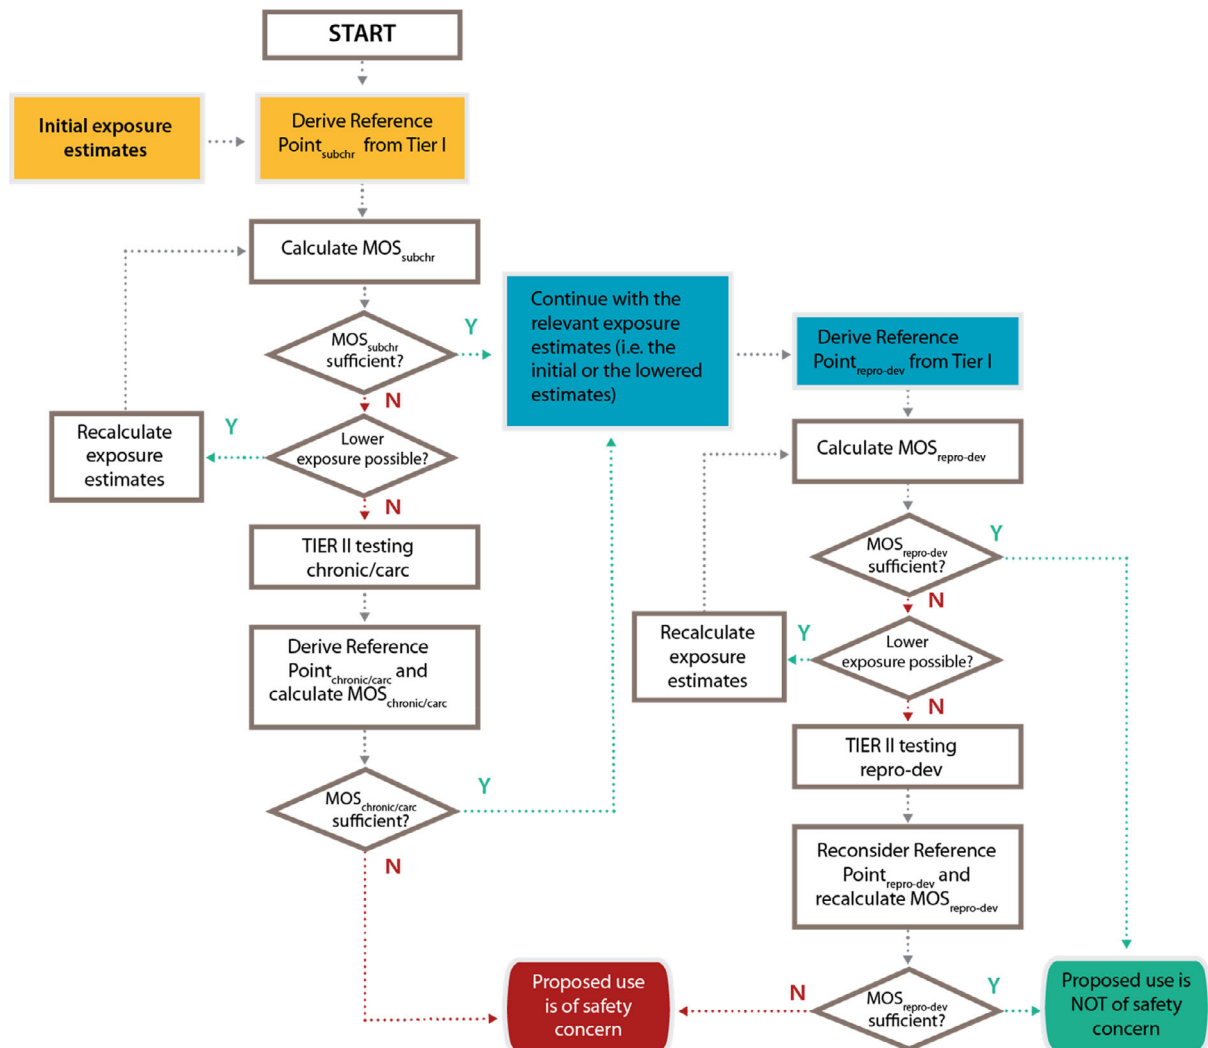 START
Initial exposure
estimates
Derive Reference
Point subchr from Tier I
Calculate MOS subchr
MOS subchr
sufficient?
Y
N
Lower
exposure possible?
Y
Recalculate
exposure
estimates
N
TIER II testing
chronic/carc
Derive Reference
Point chronic/carc and
calculate MOS chronic/carc
MOS chronic/carc
sufficient?
Y
N
Continue with the
relevant exposure
estimates (i.e. the
initial or the lowered
estimates)
Derive Reference
Point repro-dev from Tier I
Calculate MOS repro-dev
MOS repro-dev
sufficient?
Y
N
Lower
exposure possible?
Y
Recalculate
exposure
estimates
N
TIER II testing
repro-dev
Reconsider Reference
Point repro-dev and
recalculate MOS repro-dev
MOS repro-dev
sufficient?
N
Y
Proposed use
is of safety
concern
Proposed use is
NOT of safety
concern